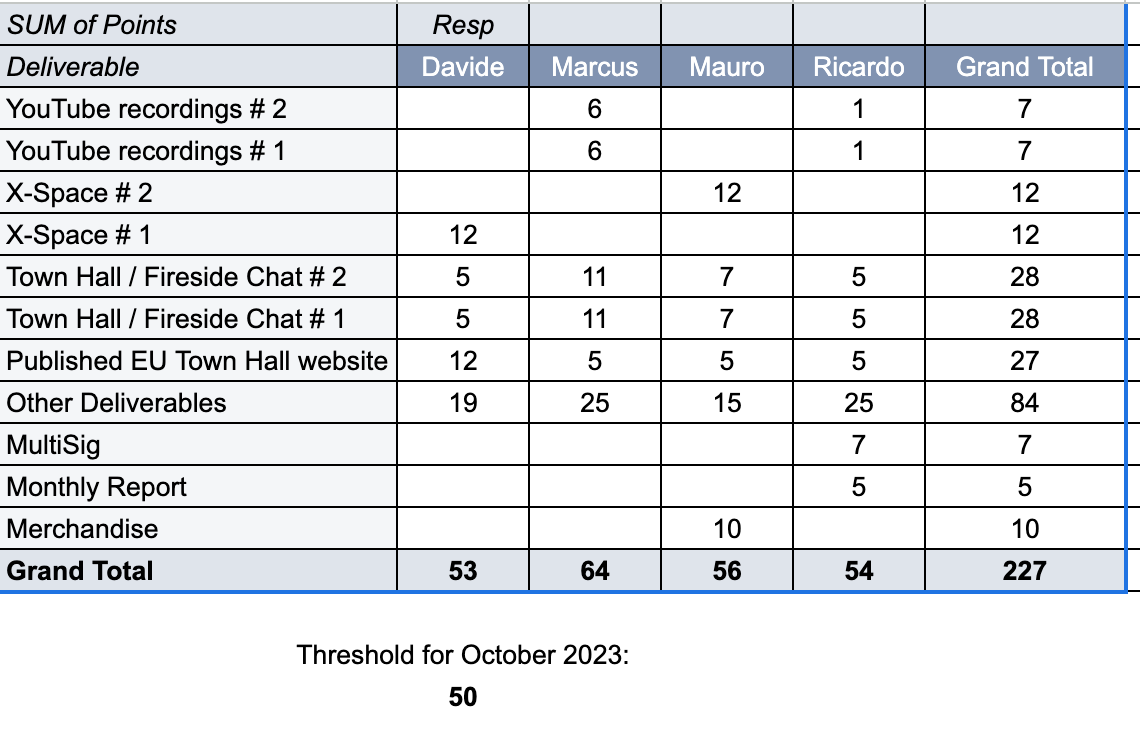 SUM of Points Resp
Deliverable Davide Marcus Mauro Ricardo Grand Total
YouTube recordings # 2 6 1 7
YouTube recordings # 1 6 1 7
X-Space # 2 12 12
X-Space # 1 12 12
Town Hall / Fireside Chat # 2 5 11 7 5 28
Town Hall / Fireside Chat # 1 5 11 7 5 28
Published EU Town Hall website 12 5 5 5 27
Other Deliverables 19 25 15 25 84
MultiSig 7 7
Monthly Report 5 5
Merchandise 10 10
Grand Total 53 64 56 54 227
Threshold for October 2023:
50